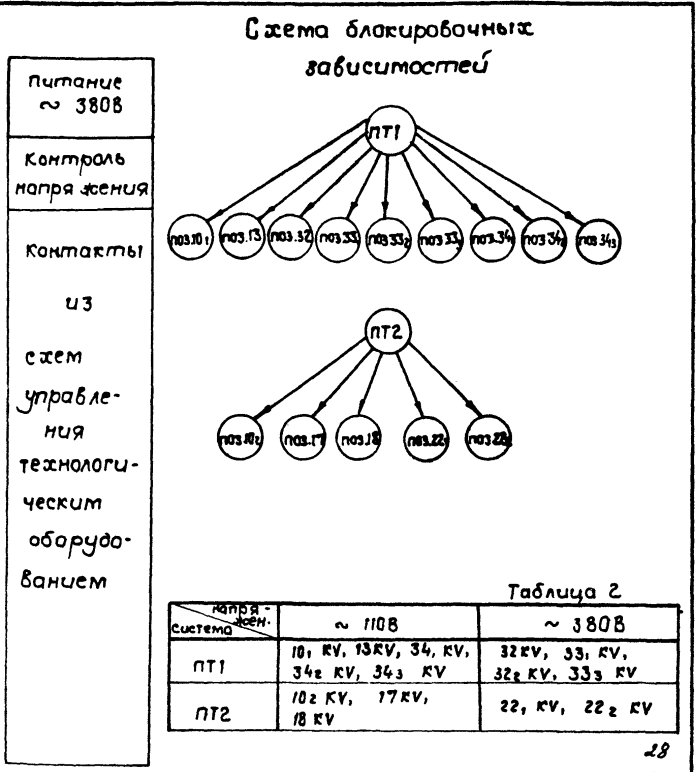 Схема блокировочных
зависимостей
Питание
~ 380В
Контроль
напряжения
Контакты
из
схем
управле-
ния
технологи-
ческим
оборудо-
ванием
ПТ1
поз.10₁ поз.13 поз.32 поз.33₁ поз.33₂ поз.33₃ поз.34₁ поз.34₂ поз.34₃
ПТ2
поз.10₂ поз.17 поз.18 поз.22₁ поз.22₂
Таблица 2
напря-
жен.
система
~ 110В
~ 380В
ПТ1
10₁ KV, 13KV, 34₁ KV,
34₂ KV, 34₃ KV
32KV, 33₁ KV,
32₂ KV, 33₃ KV
ПТ2
10₂ KV, 17KV,
18 KV
22₁ KV, 22₂ KV
28